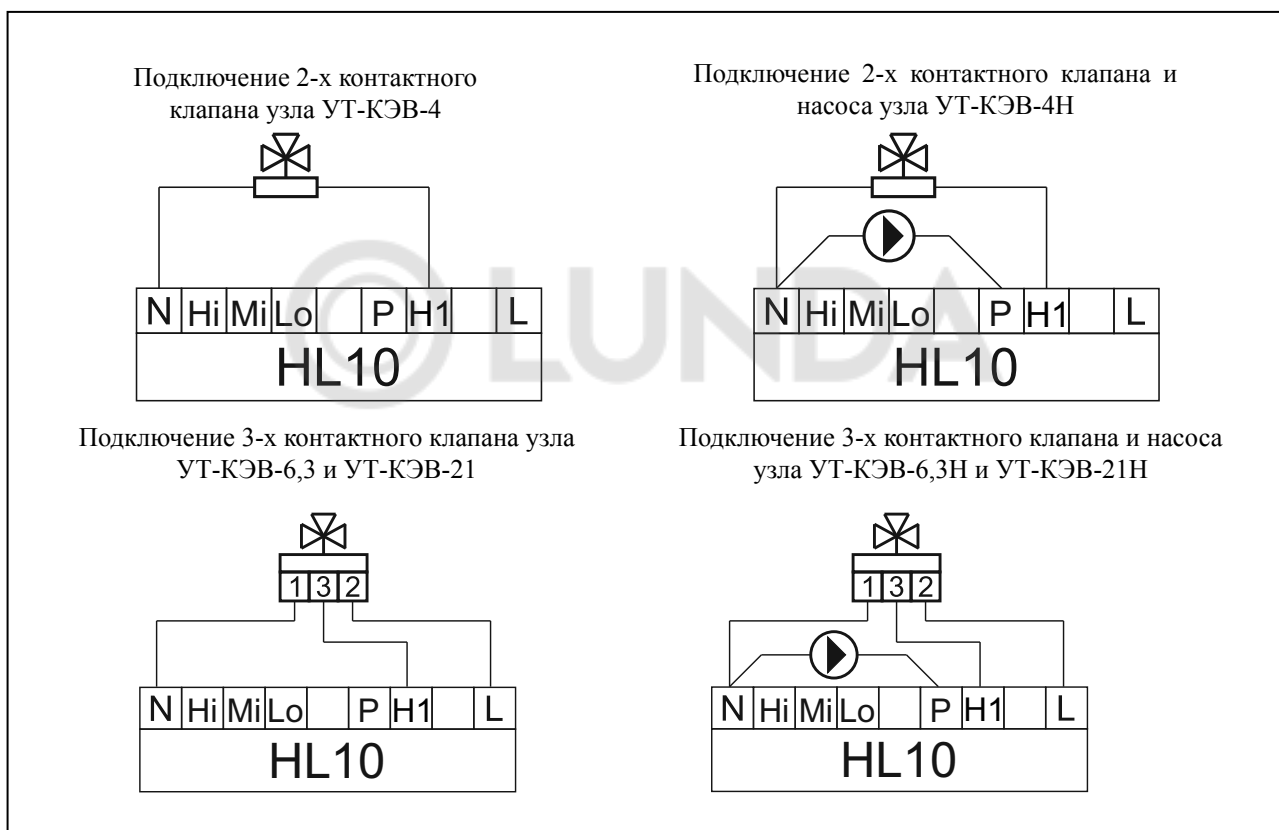 Подключение 2-х контактного
клапана узла УТ-КЭВ-4
N Hi Mi Lo P H1 L
HL10
Подключение 2-х контактного клапана и
насоса узла УТ-КЭВ-4Н
N Hi Mi Lo P H1 L
HL10
© LUNDA
Подключение 3-х контактного клапана узла
УТ-КЭВ-6,3 и УТ-КЭВ-21
1 3 2
N Hi Mi Lo P H1 L
HL10
Подключение 3-х контактного клапана и насоса
узла УТ-КЭВ-6,3Н и УТ-КЭВ-21Н
1 3 2
N Hi Mi Lo P H1 L
HL10